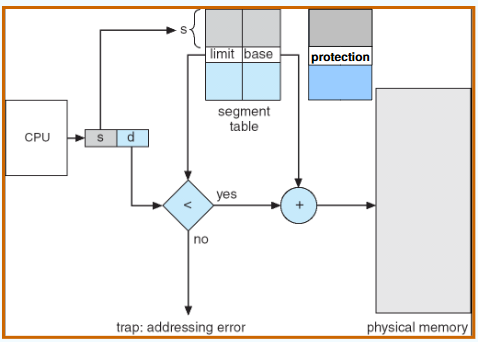 s
limit base
protection
segment
table
CPU
s d
<
yes
+
no
trap: addressing error
physical memory